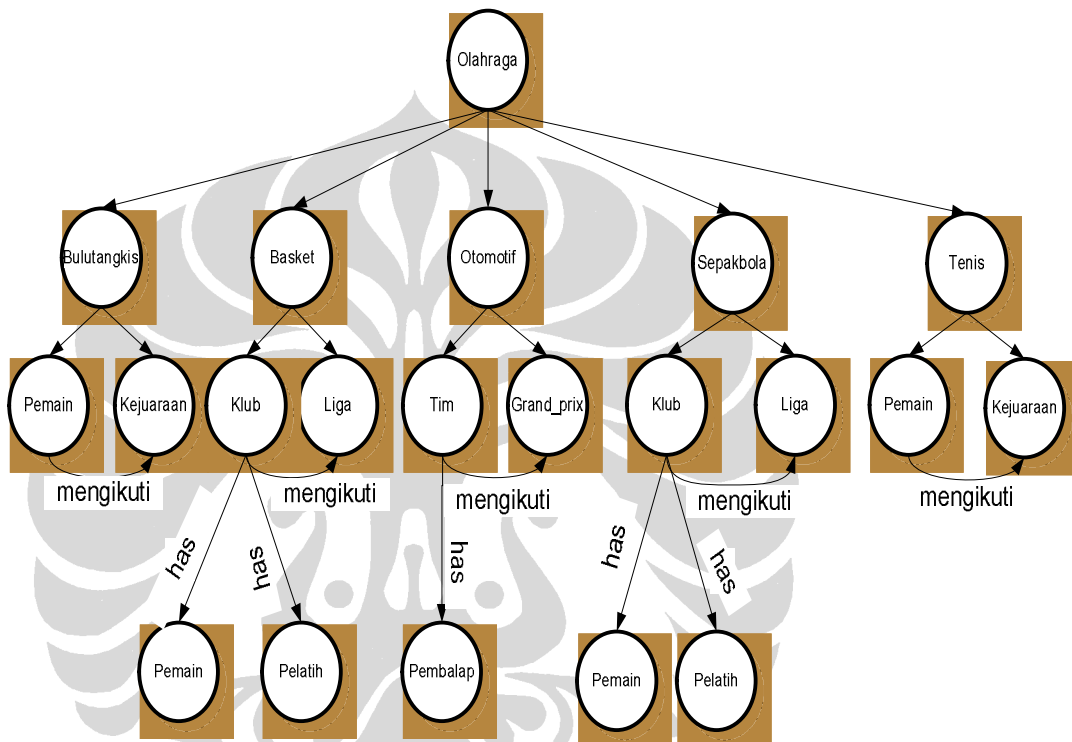 Olahraga
Bulutangkis
Basket
Otomotif
Sepakbola
Tenis
Pemain
Kejuaraan
Klub
Liga
Tim
Grand_prix
Klub
Liga
Pemain
Kejuaraan
mengikuti
mengikuti
mengikuti
mengikuti
mengikuti
has
has
has
has
has
Pemain
Pelatih
Pembalap
Pemain
Pelatih